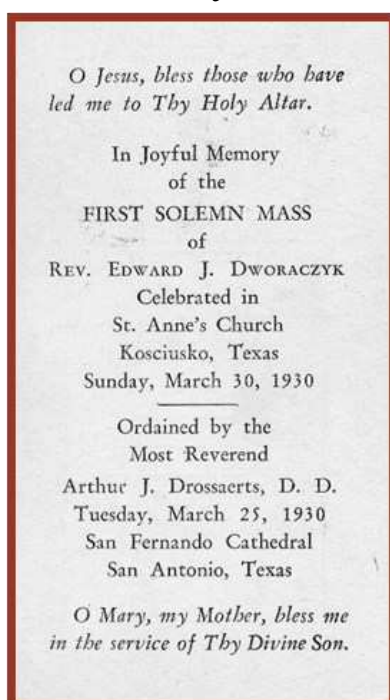 O Jesus, bless those who have
led me to Thy Holy Altar.
In Joyful Memory
of the
FIRST SOLEMN MASS
of
REV. EDWARD J. DWORACZYK
Celebrated in
St. Anne's Church
Kosciusko, Texas
Sunday, March 30, 1930
Ordained by the
Most Reverend
Arthur J. Drossaerts, D. D.
Tuesday, March 25, 1930
San Fernando Cathedral
San Antonio, Texas
O Mary, my Mother, bless me
in the service of Thy Divine Son.